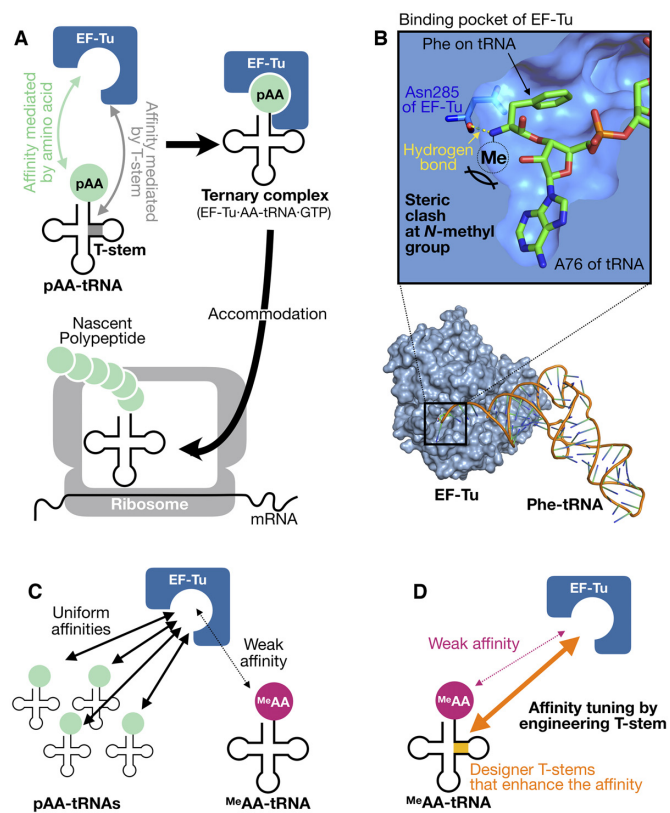 A
EF-Tu
Affinity mediated
by amino acid
Affinity mediated
by T-stem
pAA
T-stem
pAA-tRNA
EF-Tu
pAA
Ternary complex
(EF-Tu·AA-tRNA·GTP)
Accommodation
Nascent
Polypeptide
Ribosome
mRNA
B
Binding pocket of EF-Tu
Phe on tRNA
Asn285
of EF-Tu
Hydrogen
bond
Me
Steric
clash
at N-methyl
group
A76 of tRNA
EF-Tu
Phe-tRNA
C
EF-Tu
Uniform
affinities
Weak
affinity
MeAA
pAA-tRNAs
MeAA-tRNA
D
EF-Tu
Weak affinity
MeAA
Affinity tuning by
engineering T-stem
Designer T-stems
that enhance the affinity
MeAA-tRNA